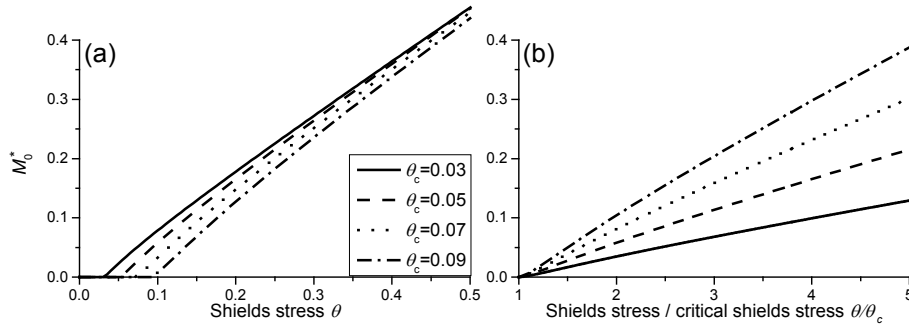 (a)
M*0
0.4
0.3
0.2
0.1
0.0
0.0 0.1 0.2 0.3 0.4 0.5
Shields stress θ
θc=0.03
θc=0.05
θc=0.07
θc=0.09
(b)
0.4
0.3
0.2
0.1
0.0
1 2 3 4 5
Shields stress / critical shields stress θ/θc